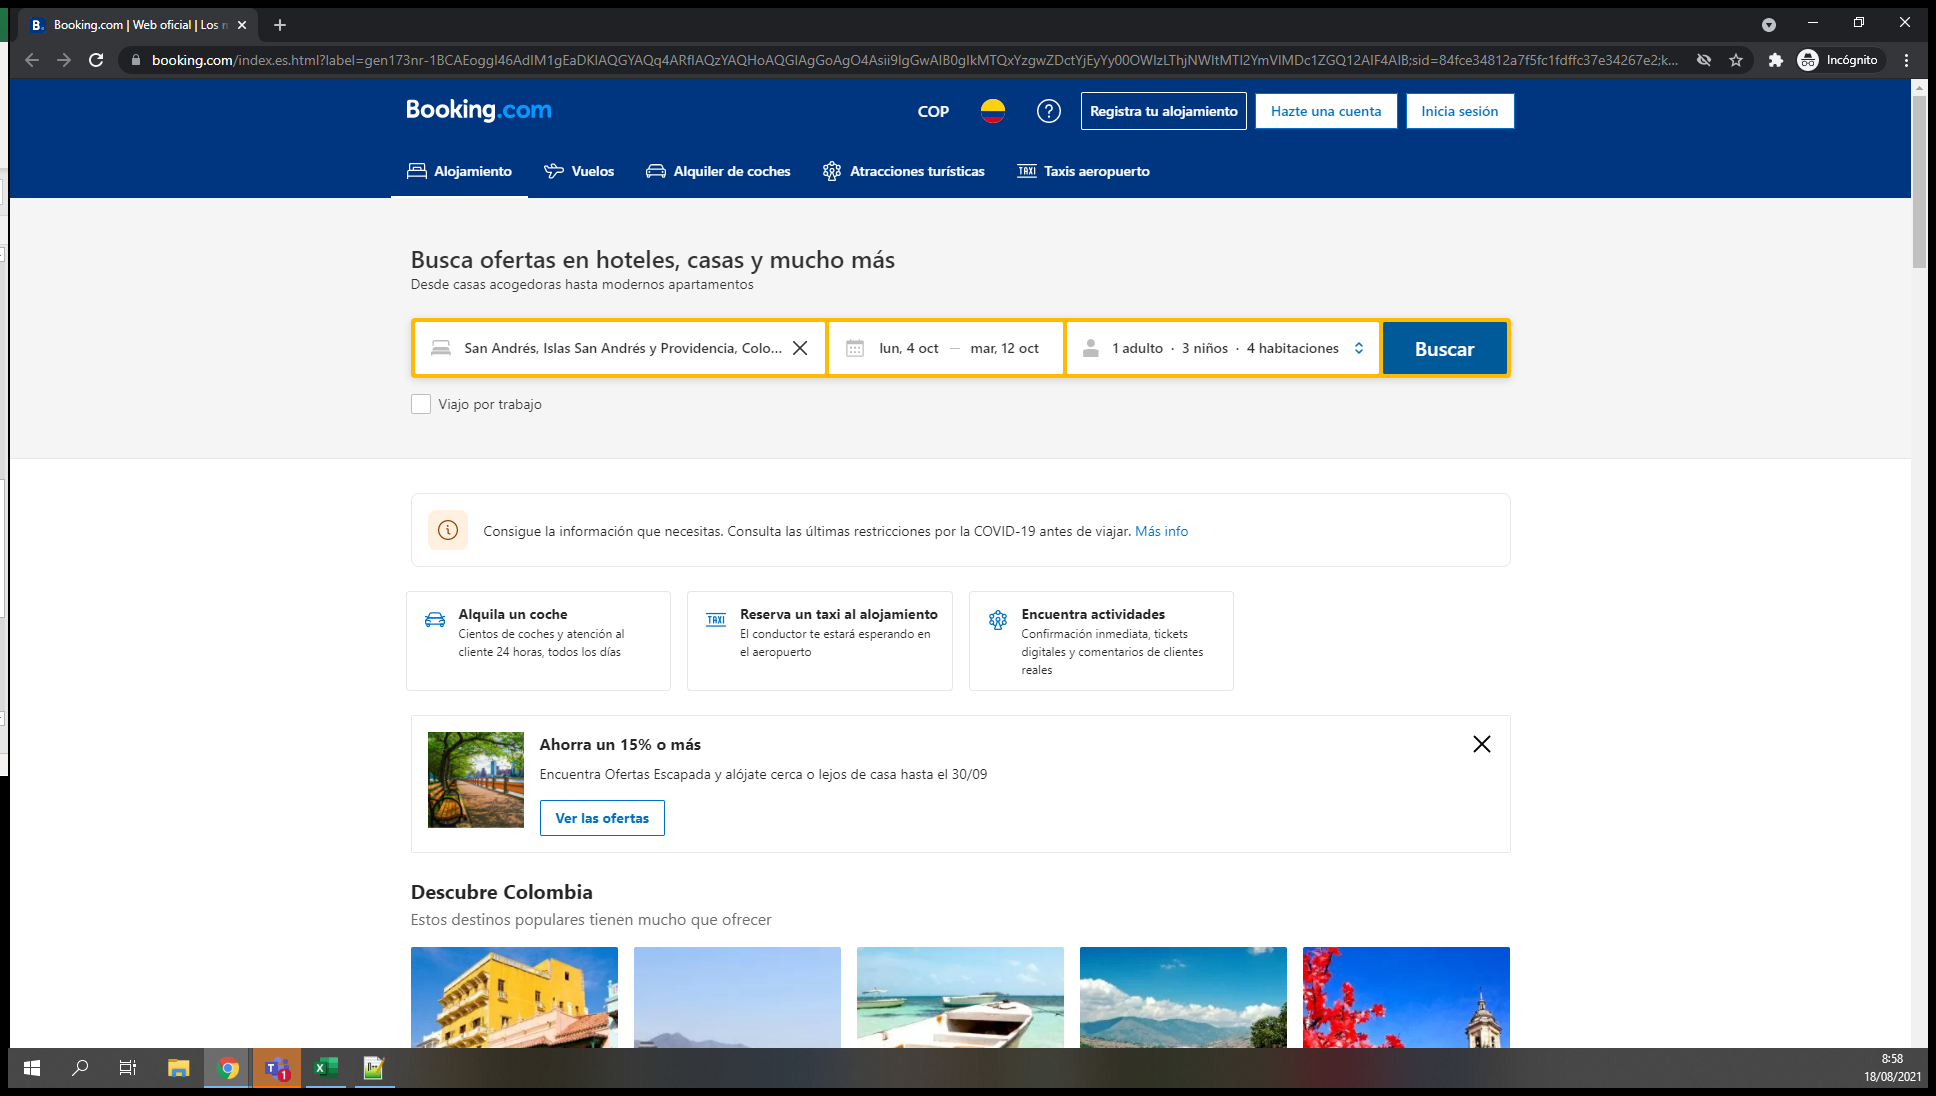 Booking.com | Web oficial | Los
booking.com/index.es.html?label=
Incógnito
Booking.com
COP
Registra tu alojamiento
Hazte una cuenta
Inicia sesión
Alojamiento
Vuelos
Alquiler de coches
Atracciones turísticas
TAXI Taxis aeropuerto
Busca ofertas en hoteles, casas y mucho más
Desde casas acogedoras hasta modernos apartamentos
San Andrés, Islas San Andrés y Providencia, Colo...
lun, 4 oct — mar, 12 oct
1 adulto · 3 niños · 4 habitaciones
Buscar
Viajo por trabajo
Consigue la información que necesitas. Consulta las últimas restricciones por la COVID-19 antes de viajar. Más info
Alquila un coche
Cientos de coches y atención al
cliente 24 horas, todos los días
TAXI
Reserva un taxi al alojamiento
El conductor te estará esperando en
el aeropuerto
Encuentra actividades
Confirmación inmediata, tickets
digitales y comentarios de clientes
reales
Ahorra un 15% o más
Encuentra Ofertas Escapada y alójate cerca o lejos de casa hasta el 30/09
Ver las ofertas
Descubre Colombia
Estos destinos populares tienen mucho que ofrecer
8:58
18/08/2021